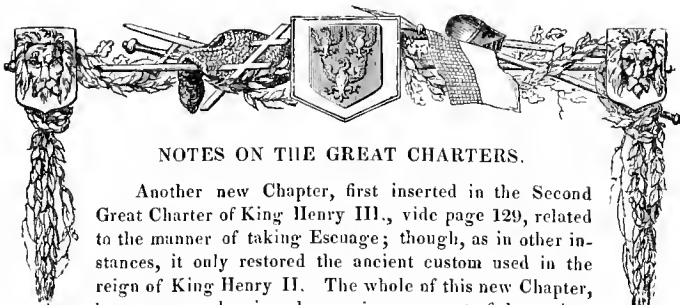 NOTES ON THE GREAT CHARTERS.
Another new Chapter, first inserted in the Second
Great Charter of King Henry III., vide page 129, related
to the manner of taking Escuage; though, as in other in-
stances, it only restored the ancient custom used in the
reign of King Henry II. The whole of this new Chapter,